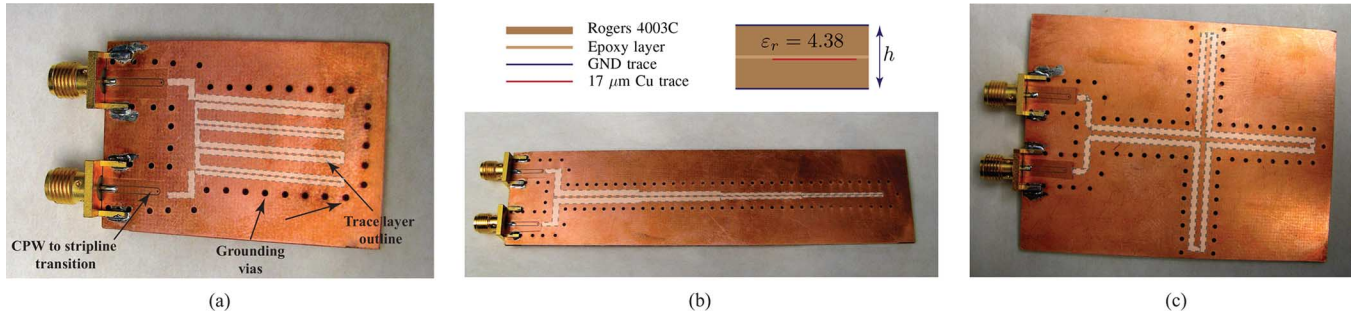 Rogers 4003C
Epoxy layer
GND trace
17 μm Cu trace
εr = 4.38
h
CPW to stripline
transition
Grounding
vias
Trace layer
outline
(a)
(b)
(c)